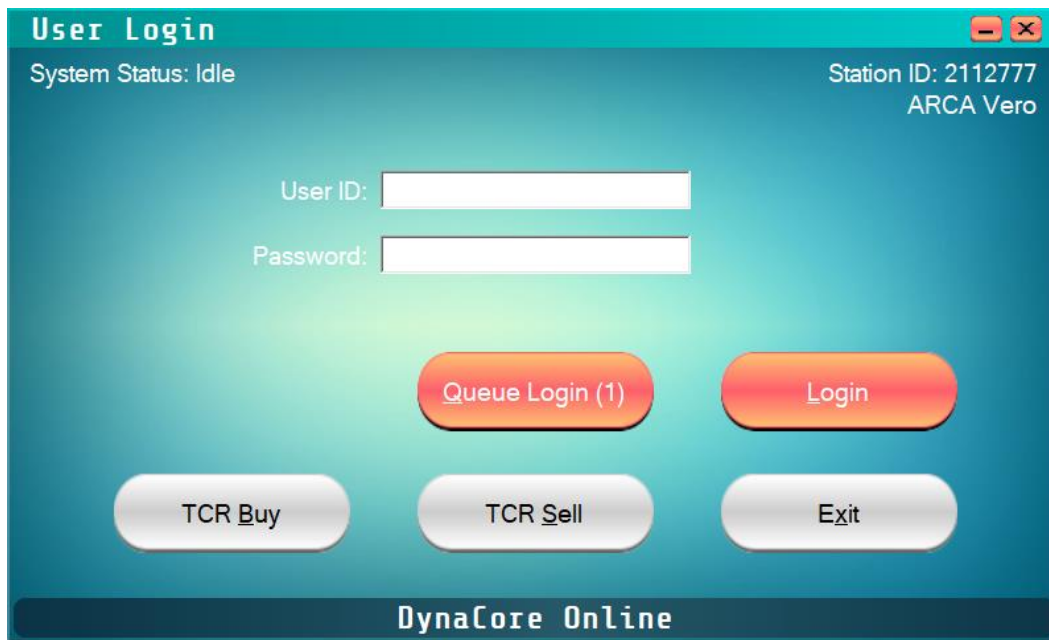 User Login
System Status: Idle
Station ID: 2112777
ARCA Vero
User ID:
Password:
Queue Login (1)
Login
TCR Buy
TCR Sell
Exit
DynaCore Online